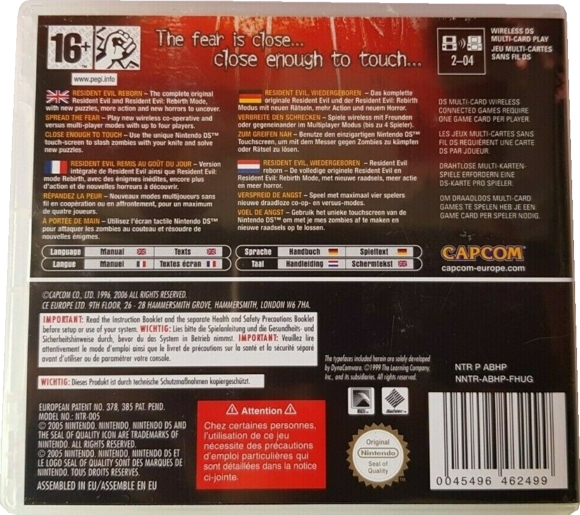 16+
www.pegi.info
The fear is close...
close enough to touch...
2-04
WIRELESS DS
MULTI-CARD PLAY
JEU MULTI-CARTES
SANS FIL DS
RESIDENT EVIL REBORN – The complete original
Resident Evil and Resident Evil: Rebirth Mode,
with new puzzles, more action and new horrors to uncover.
SPREAD THE FEAR – Play new wireless co-operative and
versus multi-player modes with up to four players.
CLOSE ENOUGH TO TOUCH – Use the unique Nintendo DS™
touch-screen to slash zombies with your knife and solve
new puzzles.
RESIDENT EVIL, WIEDERGEBOREN – Das komplette
originale Resident Evil und der Resident Evil: Rebirth
Modus mit neuen Rätseln, mehr Action und neuem Horror.
VERBREITE DEN SCHRECKEN – Spiele wireless mit Freunden
oder gegeneinander im Multiplayer Modus (bis zu 4 Spieler).
ZUM GREIFEN NAH – Benutze den einzigartigen Nintendo DS™
Touchscreen, um mit dem Messer gegen Zombies zu kämpfen
oder Rätsel zu lösen.
RESIDENT EVIL REMIS AU GOÛT DU JOUR – Version
intégrale de Resident Evil ainsi que Resident Evil:
mode Rebirth, avec des énigmes inédites, encore plus
d'action et de nouvelles horreurs à découvrir.
RÉPANDEZ LA PEUR – Nouveaux modes multijoueurs sans
fil en coopération ou en affrontement, pour un maximum
de quatre joueurs.
A PORTÉE DE MAIN – Utilisez l'écran tactile Nintendo DS™
pour attaquer les zombies au couteau et résoudre de
nouvelles énigmes.
RESIDENT EVIL, WIEDERGEBOREN – Resident Evil
reborn – De volledige originele Resident Evil en
Resident Evil: Rebirth Mode, met nieuwe raadsels, meer actie
en meer horror.
VERSPREID DE ANGST – Speel met maximaal vier spelers
nieuwe draadloze co-op- en versus-modes.
VOEL DE ANGST – Gebruik het unieke touchscreen van de
Nintendo DS™ om met je mes zombies af te maken en
nieuwe raadsels op te lossen.
DS MULTI-CARD WIRELESS
CONNECTED GAMES REQUIRE
ONE GAME CARD PER PLAYER.
LES JEUX MULTI-CARTES SANS
FIL DS REQUIÈRENT UNE CARTE
DS PAR JOUEUR
DRAHTLOSE MULTI-KARTEN-
SPIELE ERFORDERN EINE
DS-KARTE PRO SPIELER.
OM DRAADLOOS MULTI-CARD
GAMES TE SPELEN HEB JE EEN
GAME CARD PER SPELER NODIG.
Language Manual Texts
Langue Manuel Textes écran
Sprache Handbuch Spieltext
Taal Handleiding Schermtekst
CAPCOM
capcom-europe.com
©CAPCOM CO., LTD. 1996, 2006 ALL RIGHTS RESERVED.
CE EUROPE LTD. 9TH FLOOR, 26 - 28 HAMMERSMITH GROVE, HAMMERSMITH, LONDON W6 7HA.
IMPORTANT: Read the Instruction Booklet and the separate Health and Safety Precautions Booklet
before setup or use of your system. WICHTIG: Lies bitte die Spielanleitung und die Gesundheits- und
Sicherheitshinweise durch, bevor du das System in Betrieb nimmst. IMPORTANT: Veuillez lire
attentivement le mode d'emploi ainsi que le livret de précautions sur la santé et la sécurité séparé
avant d'utiliser ou de paramétrer votre console.
WICHTIG: Dieses Produkt ist durch technische Schutzmaßnahmen kopiergeschützt.
The typefaces included herein are solely developed
by DynaComware. ©1999 The Learning Company,
Inc., and its subsidiaries. All rights reserved.
NTR P ABHP
NNTR-ABHP-FHUG
EUROPEAN PATENT NO. 378, 385 PAT. PEND.
MODEL NO.: NTR-005
© 2005 NINTENDO. NINTENDO, NINTENDO DS AND
THE SEAL OF QUALITY ICON ARE TRADEMARKS OF
NINTENDO. ALL RIGHTS RESERVED.
© 2005 NINTENDO. NINTENDO, NINTENDO DS ET
LE LOGO SEAL OF QUALITY SONT DES MARQUES DE
NINTENDO. TOUS DROITS RÉSERVÉS.
ASSEMBLED IN EU/ASSEMBLE EN EU
Attention
Chez certaines personnes,
l'utilisation de ce jeu
nécessite des précautions
d'emploi particulières qui
sont détaillées dans la notice
ci-jointe.
Original
Nintendo
Seal of
Quality
0045496 462499